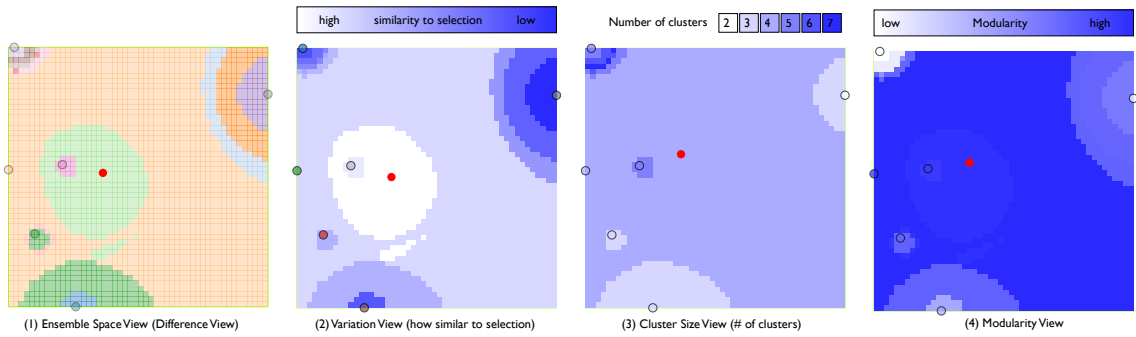 high similarity to selection low
Number of clusters 2 3 4 5 6 7
low Modularity high
(1) Ensemble Space View (Difference View)
(2) Variation View (how similar to selection)
(3) Cluster Size View (# of clusters)
(4) Modularity View